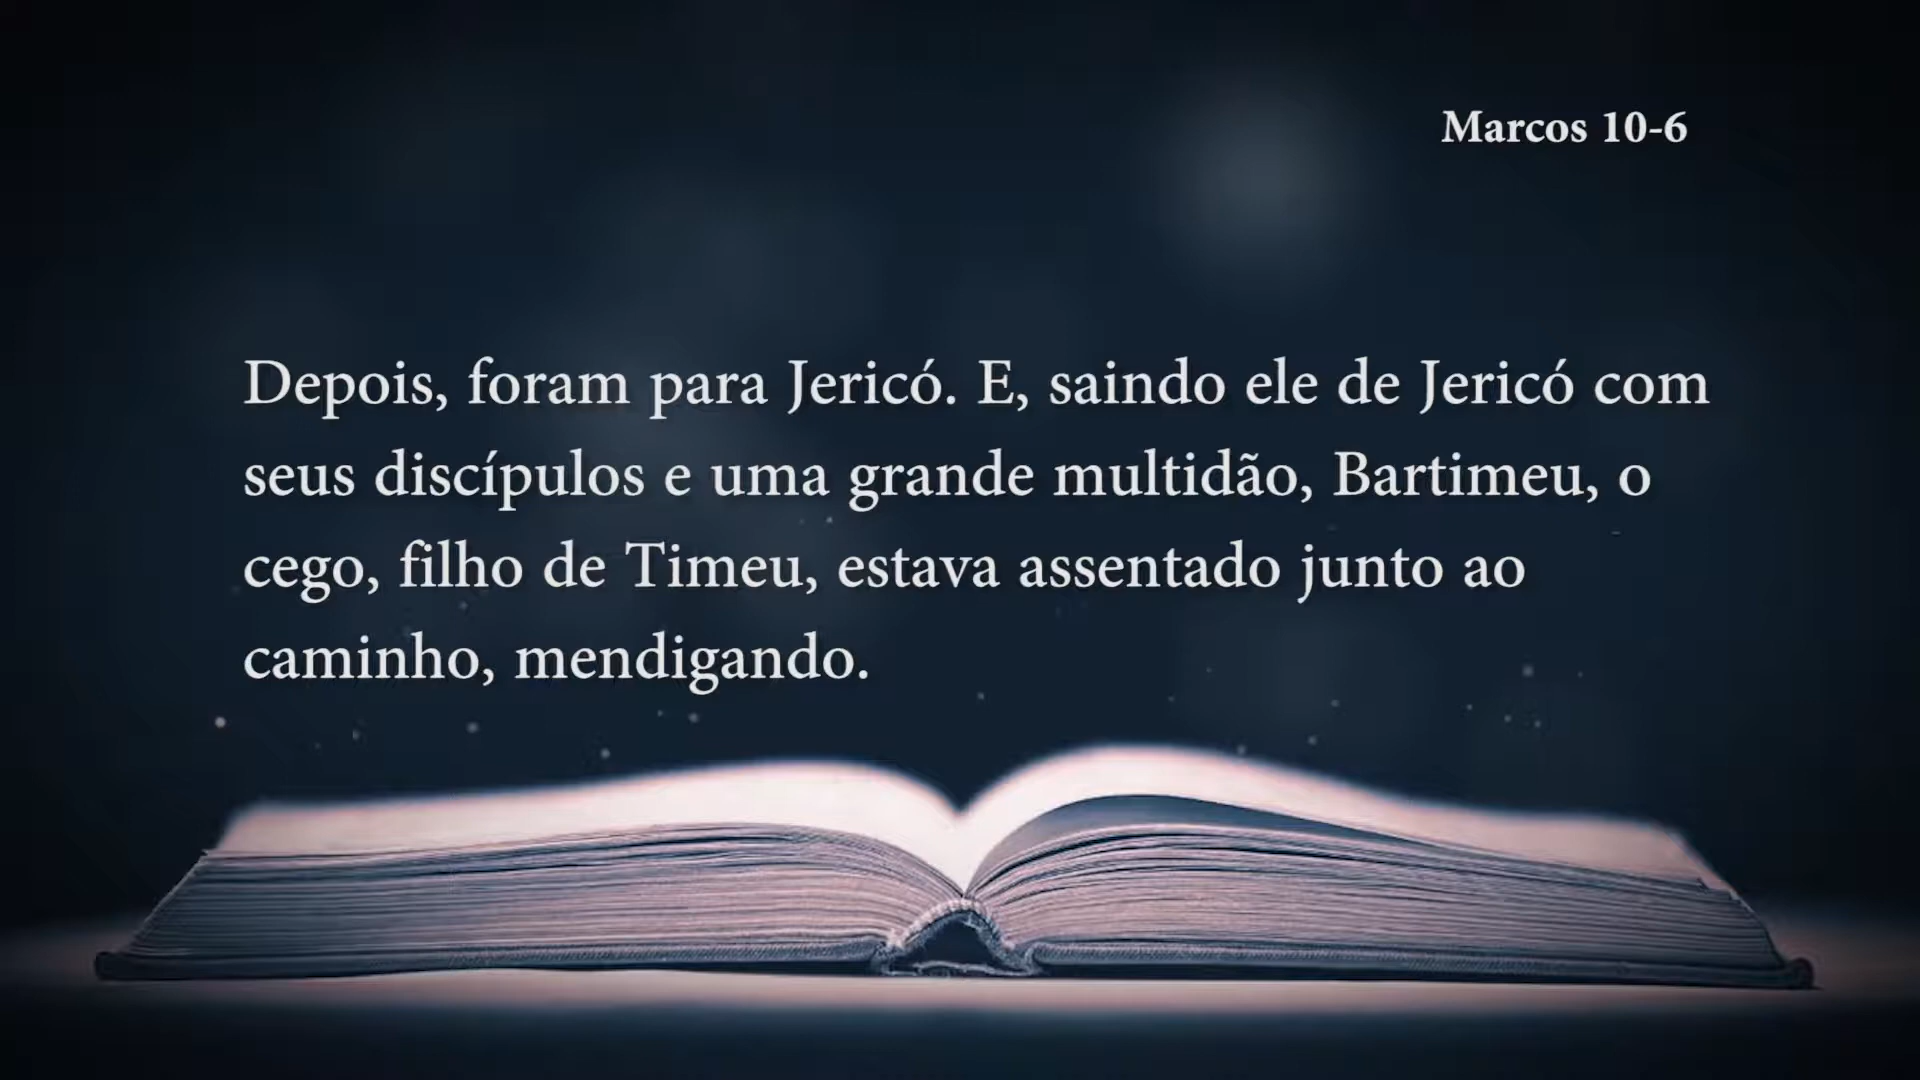 Marcos 10-6
Depois, foram para Jericó. E, saindo ele de Jericó com
seus discípulos e uma grande multidão, Bartimeu, o
cego, filho de Timeu, estava assentado junto ao
caminho, mendigando.